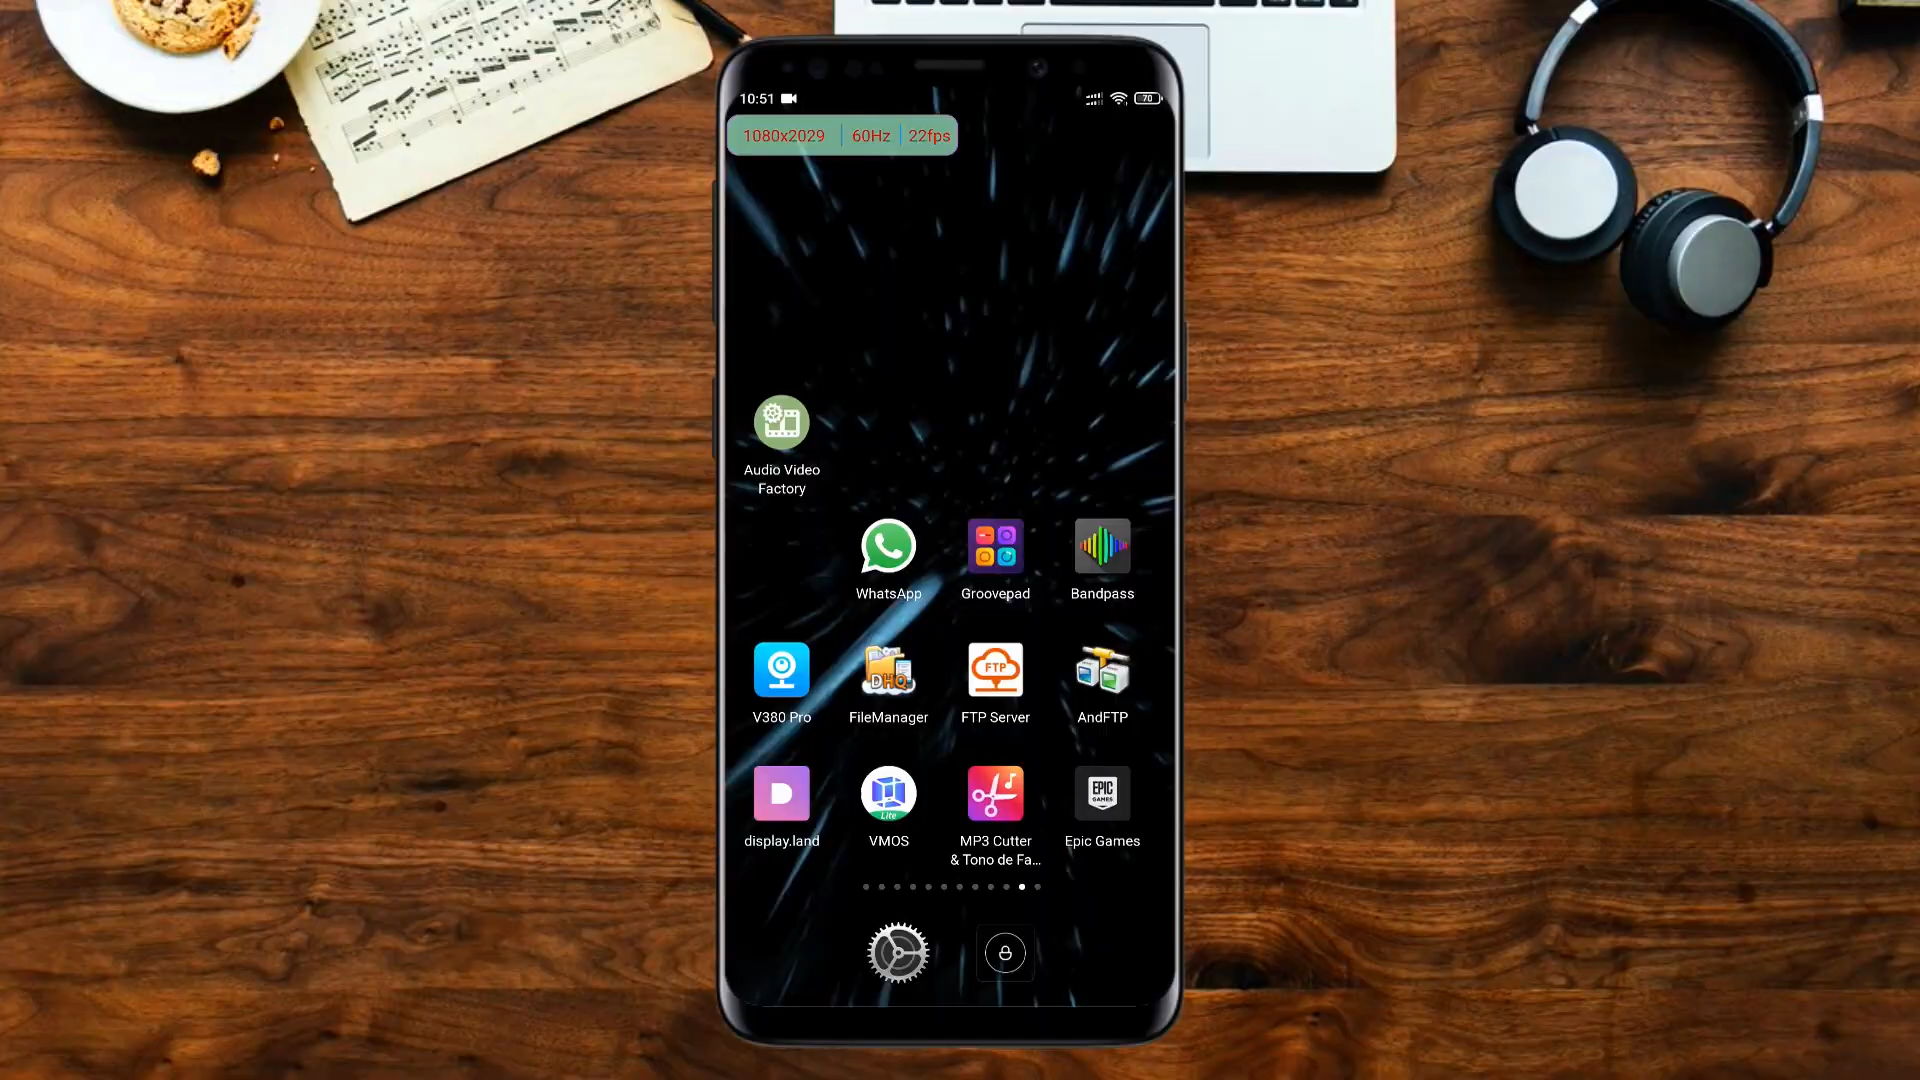 10:51
70
1080x2029 | 60Hz | 22fps
Audio Video
Factory
WhatsApp
Groovepad
Bandpass
FTP
DHQ
V380 Pro
FileManager
FTP Server
AndFTP
D
Lite
EPIC
GAMES
display.land
VMOS
MP3 Cutter
& Tono de Fa...
Epic Games